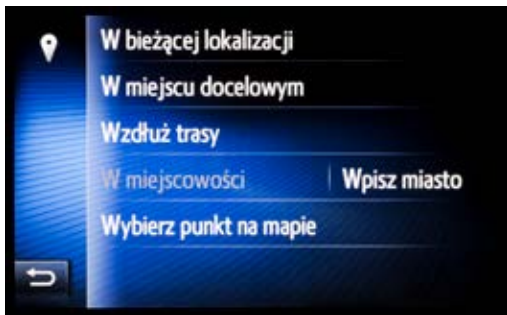 W bieżącej lokalizacji
W miejscu docelowym
Wzdłuż trasy
W miejscowości Wpisz miasto
Wybierz punkt na mapie